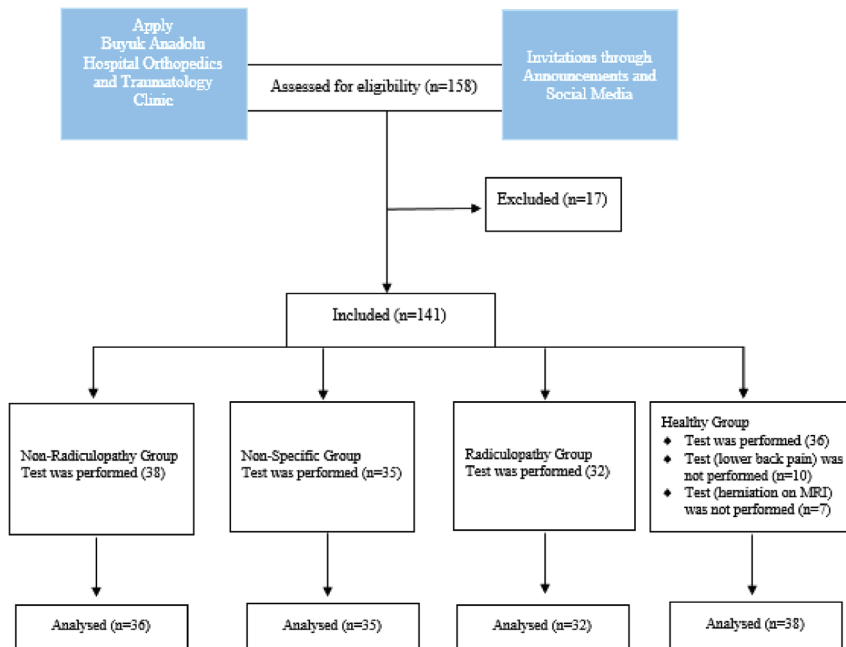 Apply
Buyuk Anadolu
Hospital Orthopedics
and Traumatology
Clinic
Assessed for eligibility (n=158)
Invitations through
Announcements and
Social Media
Excluded (n=17)
Included (n=141)
Non-Radiculopathy Group
Test was performed (38)
Non-Specific Group
Test was performed (n=35)
Radiculopathy Group
Test was performed (32)
Healthy Group
◆ Test was performed (36)
◆ Test (lower back pain) was
not performed (n=10)
◆ Test (herniation on MRI)
was not performed (n=7)
Analysed (n=36)
Analysed (n=35)
Analysed (n=32)
Analysed (n=38)